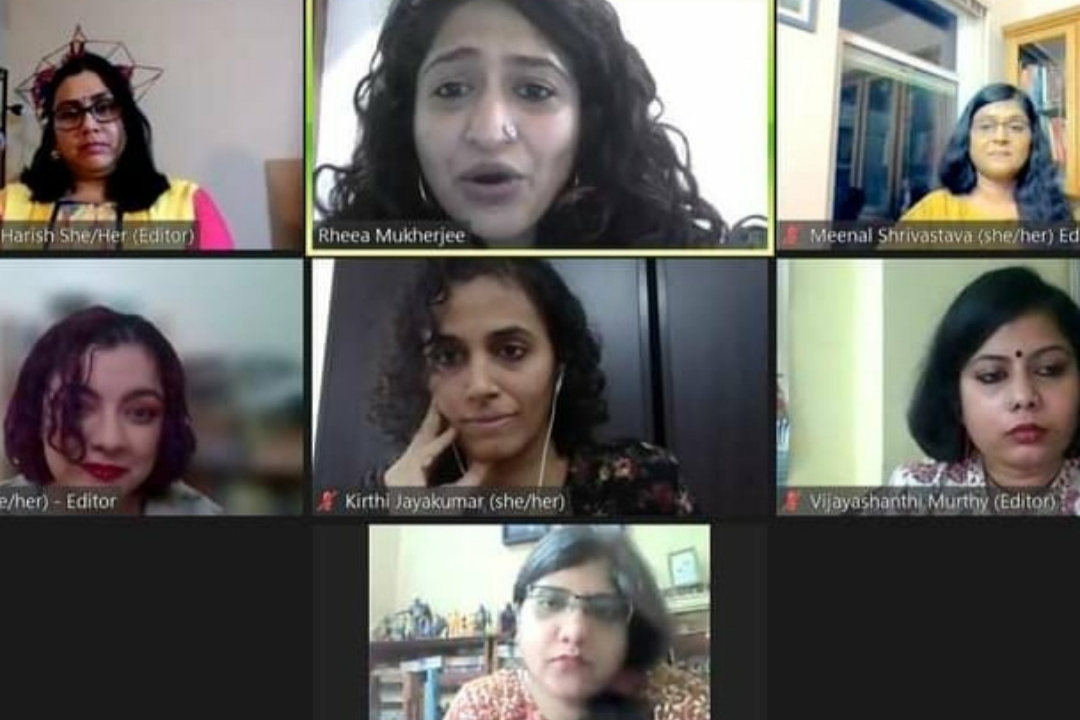 Harish She/Her (Editor)
Rheea Mukherjee
Meenal Shrivastava (she/her) Ed
e/her) - Editor
Kirthi Jayakumar (she/her)
Vijayashanthi Murthy (Editor)